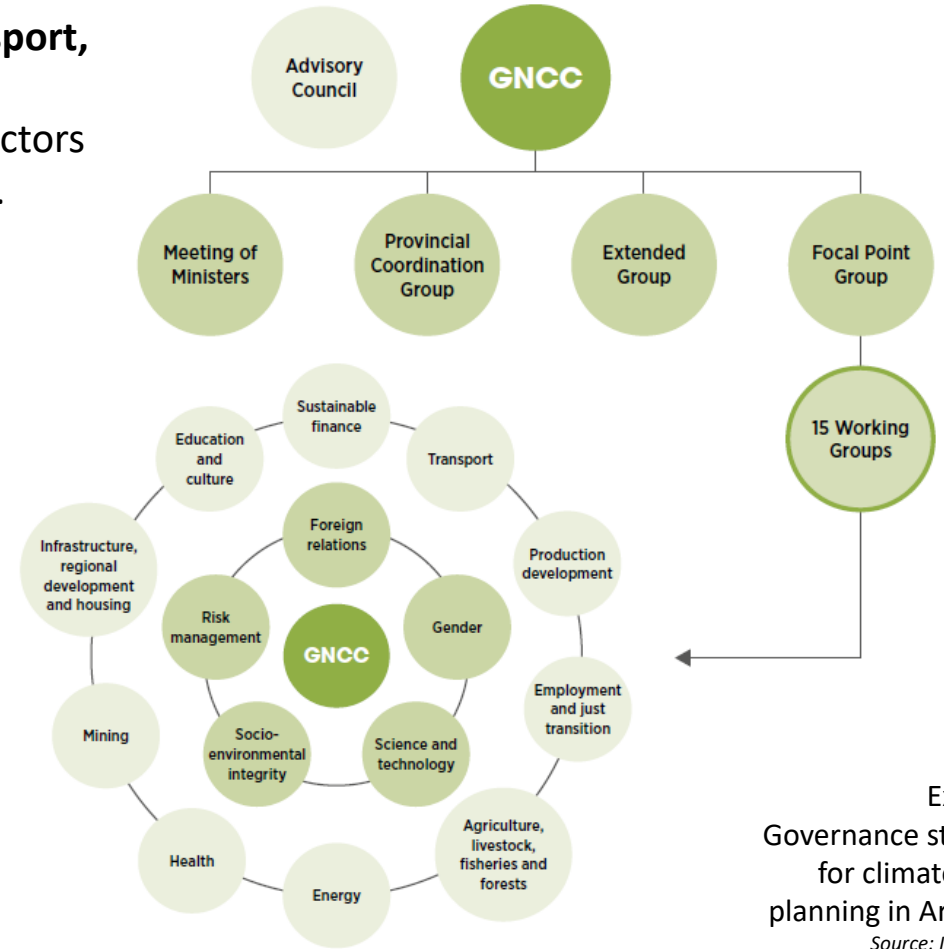 sport,
ctors
.
Advisory
Council
GNCC
Meeting of
Ministers
Provincial
Coordination
Group
Extended
Group
Focal Point
Group
15 Working
Groups
Sustainable
finance
Education
and
culture
Transport
Infrastructure,
regional
development
and housing
Foreign
relations
Production
development
Risk
management
Gender
GNCC
Employment
and just
transition
Mining
Socio-
environmental
integrity
Science and
technology
Agriculture,
livestock,
fisheries and
forests
Health
Energy
Governance st
for climate
planning in Ar
Source: